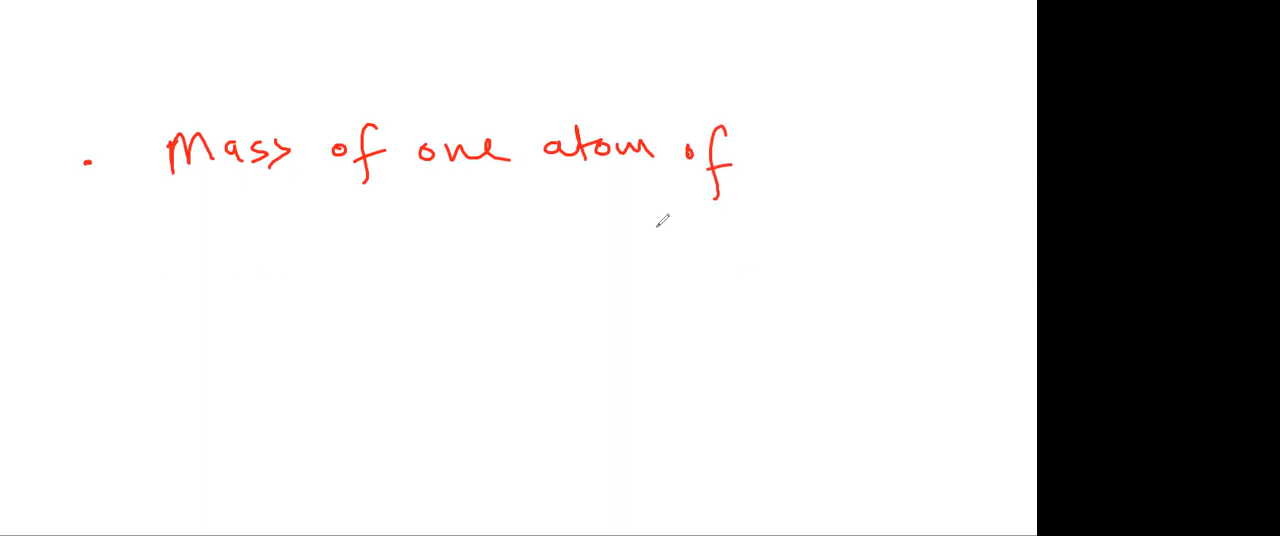 . Mass of one atom of